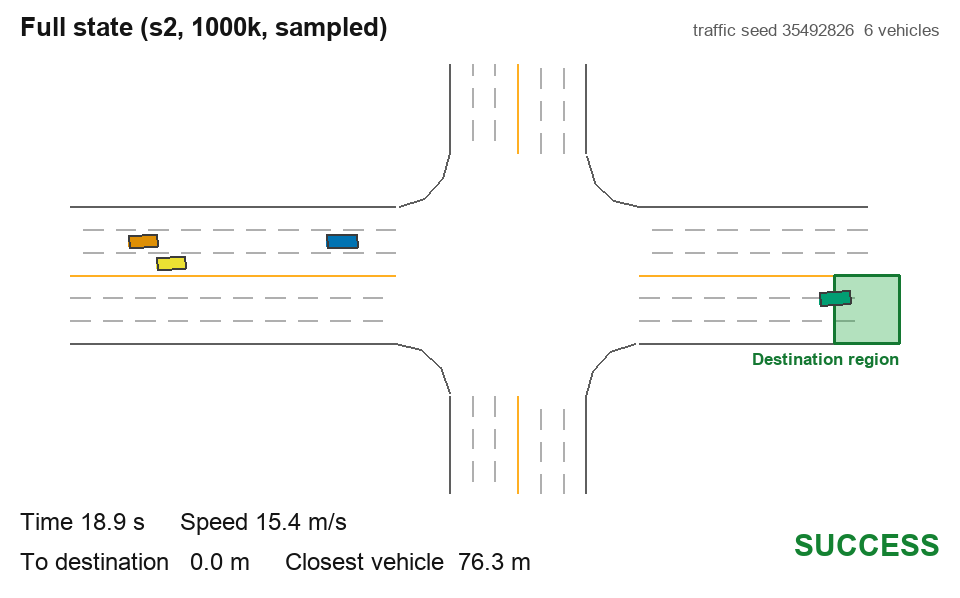 Full state (s2, 1000k, sampled)
traffic seed 35492826  6 vehicles
Destination region
Time 18.9 s  Speed 15.4 m/s
To destination  0.0 m  Closest vehicle  76.3 m
SUCCESS